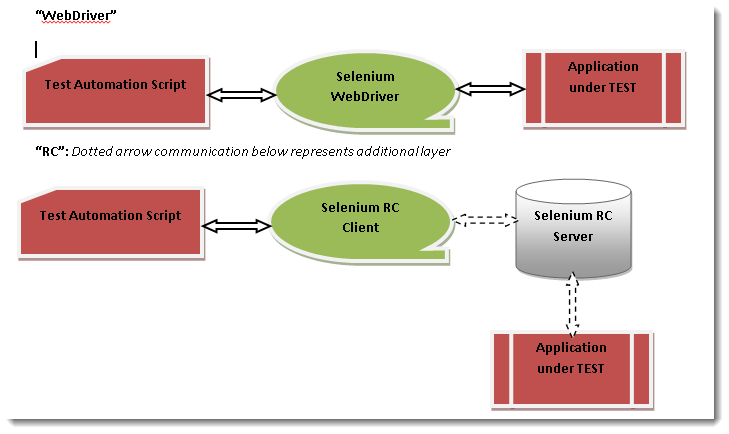 “WebDriver”
Test Automation Script
Selenium
WebDriver
Application
under TEST
“RC”: Dotted arrow communication below represents additional layer
Test Automation Script
Selenium RC
Client
Selenium RC
Server
Application
under TEST